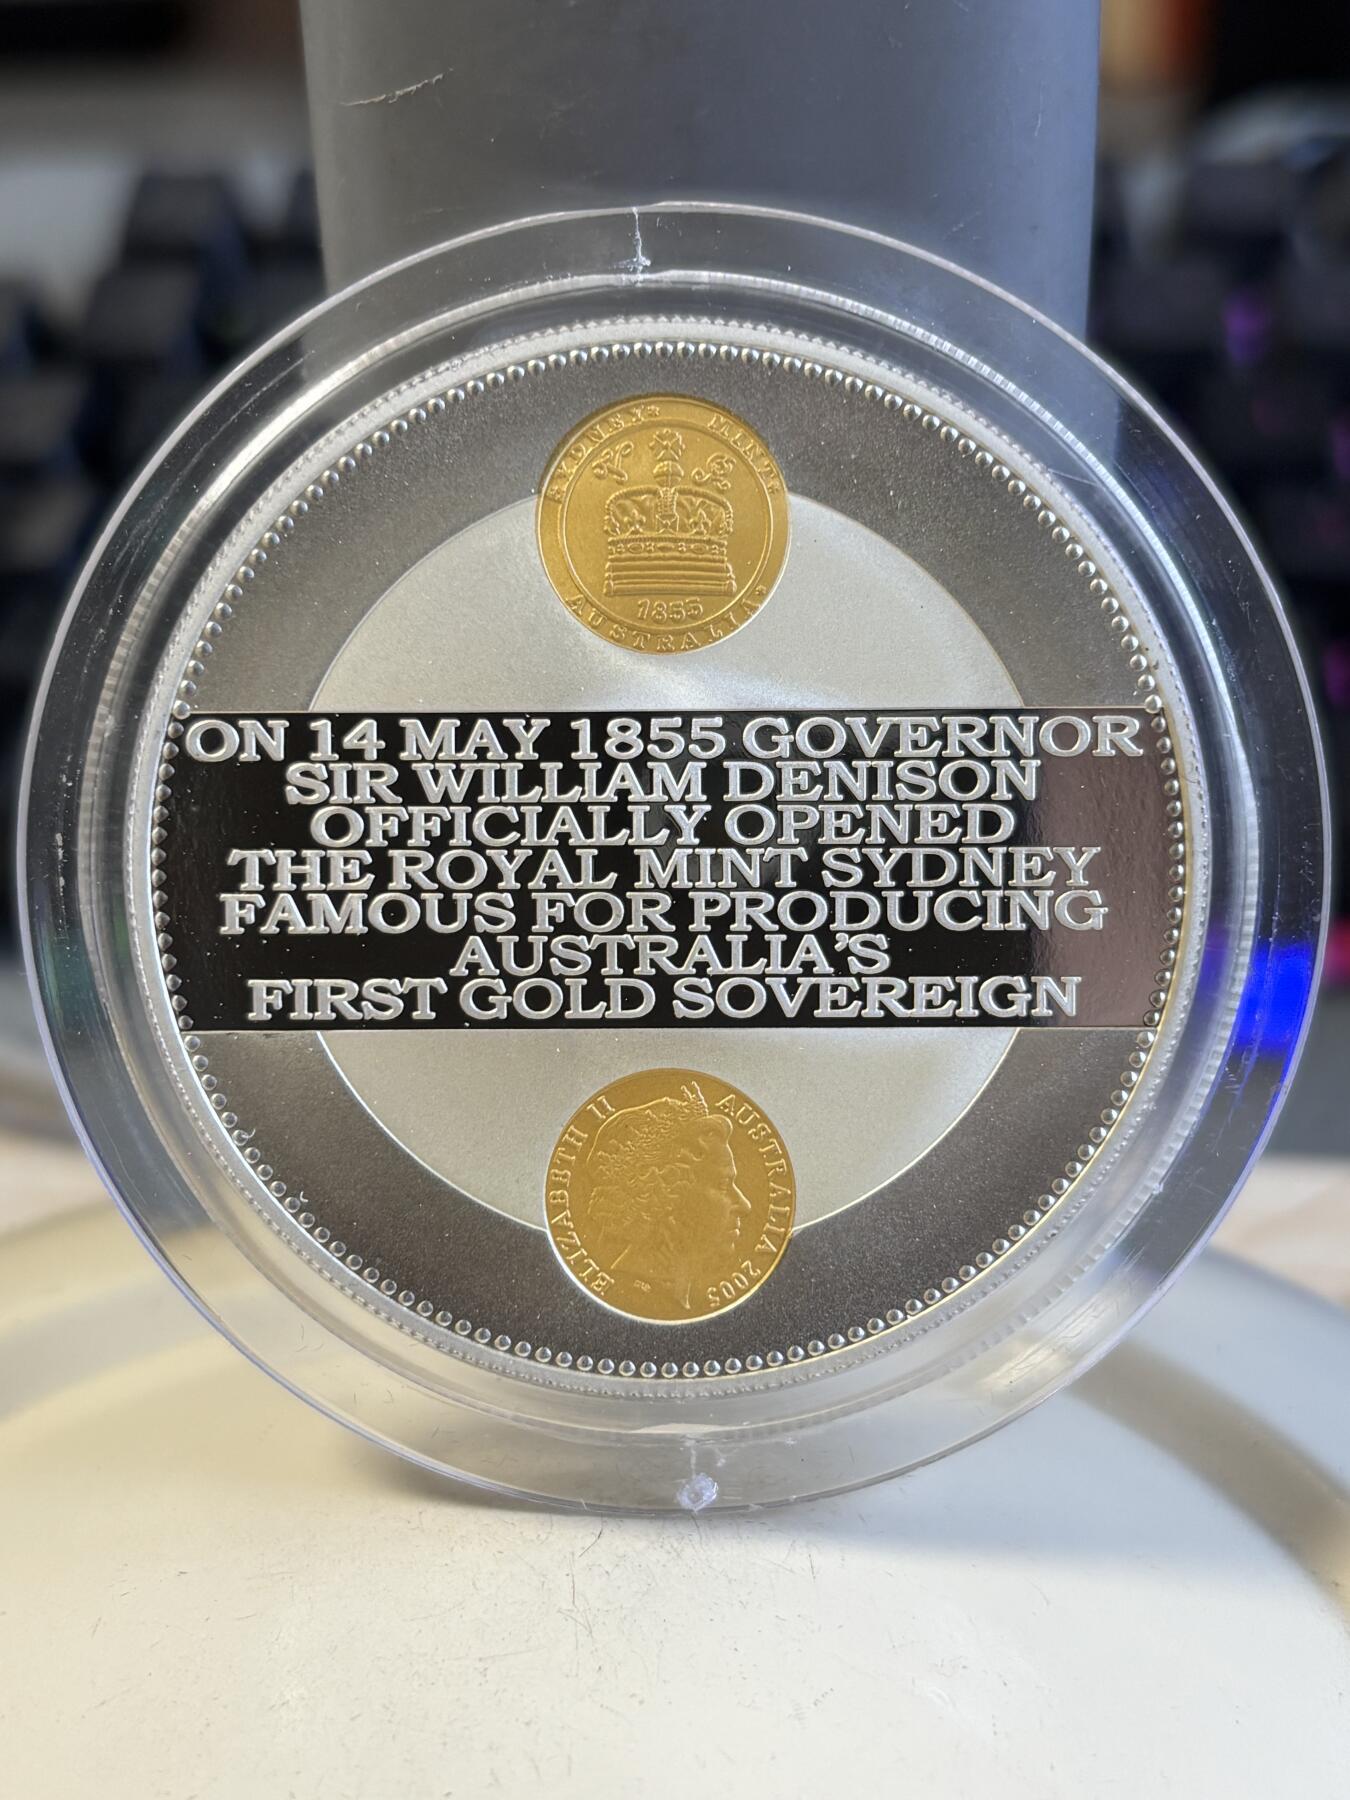 SYDNEY★ MINT★
1855
AUSTRALIA★
ON 14 MAY 1855 GOVERNOR
SIR WILLIAM DENISON
OFFICIALLY OPENED
THE ROYAL MINT SYDNEY
FAMOUS FOR PRODUCING
AUSTRALIA'S
FIRST GOLD SOVEREIGN
ELIZABETH II AUSTRALIA 2005